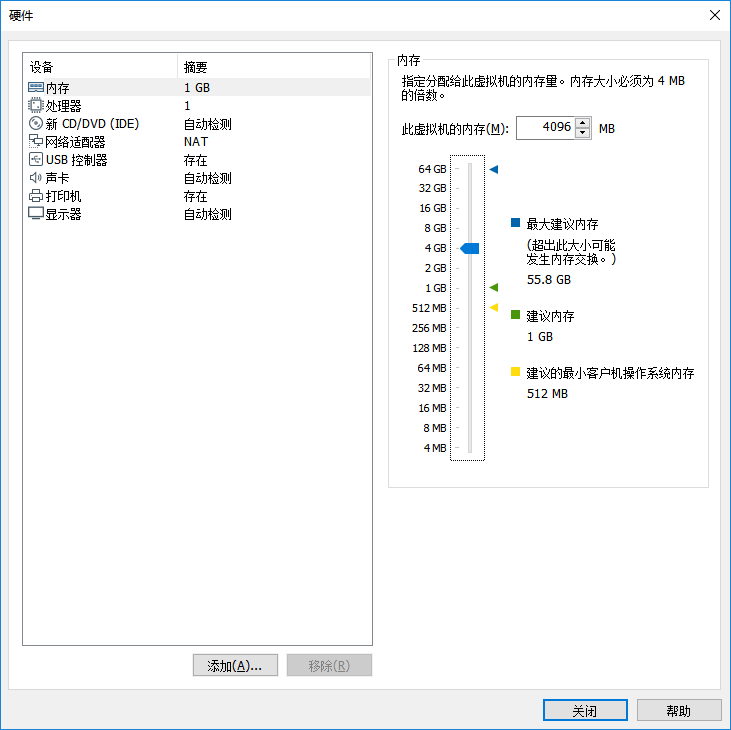 硬件
设备 摘要
内存 1 GB
处理器 1
新 CD/DVD (IDE) 自动检测
网络适配器 NAT
USB 控制器 存在
声卡 自动检测
打印机 存在
显示器 自动检测
添加(A)...
移除(R)
内存
指定分配给此虚拟机的内存量。内存大小必须为 4 MB
的倍数。
此虚拟机的内存(M): 4096 MB
64 GB
32 GB
16 GB
8 GB
4 GB
2 GB
1 GB
512 MB
256 MB
128 MB
64 MB
32 MB
16 MB
8 MB
4 MB
最大建议内存
(超出此大小可能
发生内存交换。)
55.8 GB
建议内存
1 GB
建议的最小客户机操作系统内存
512 MB
关闭
帮助